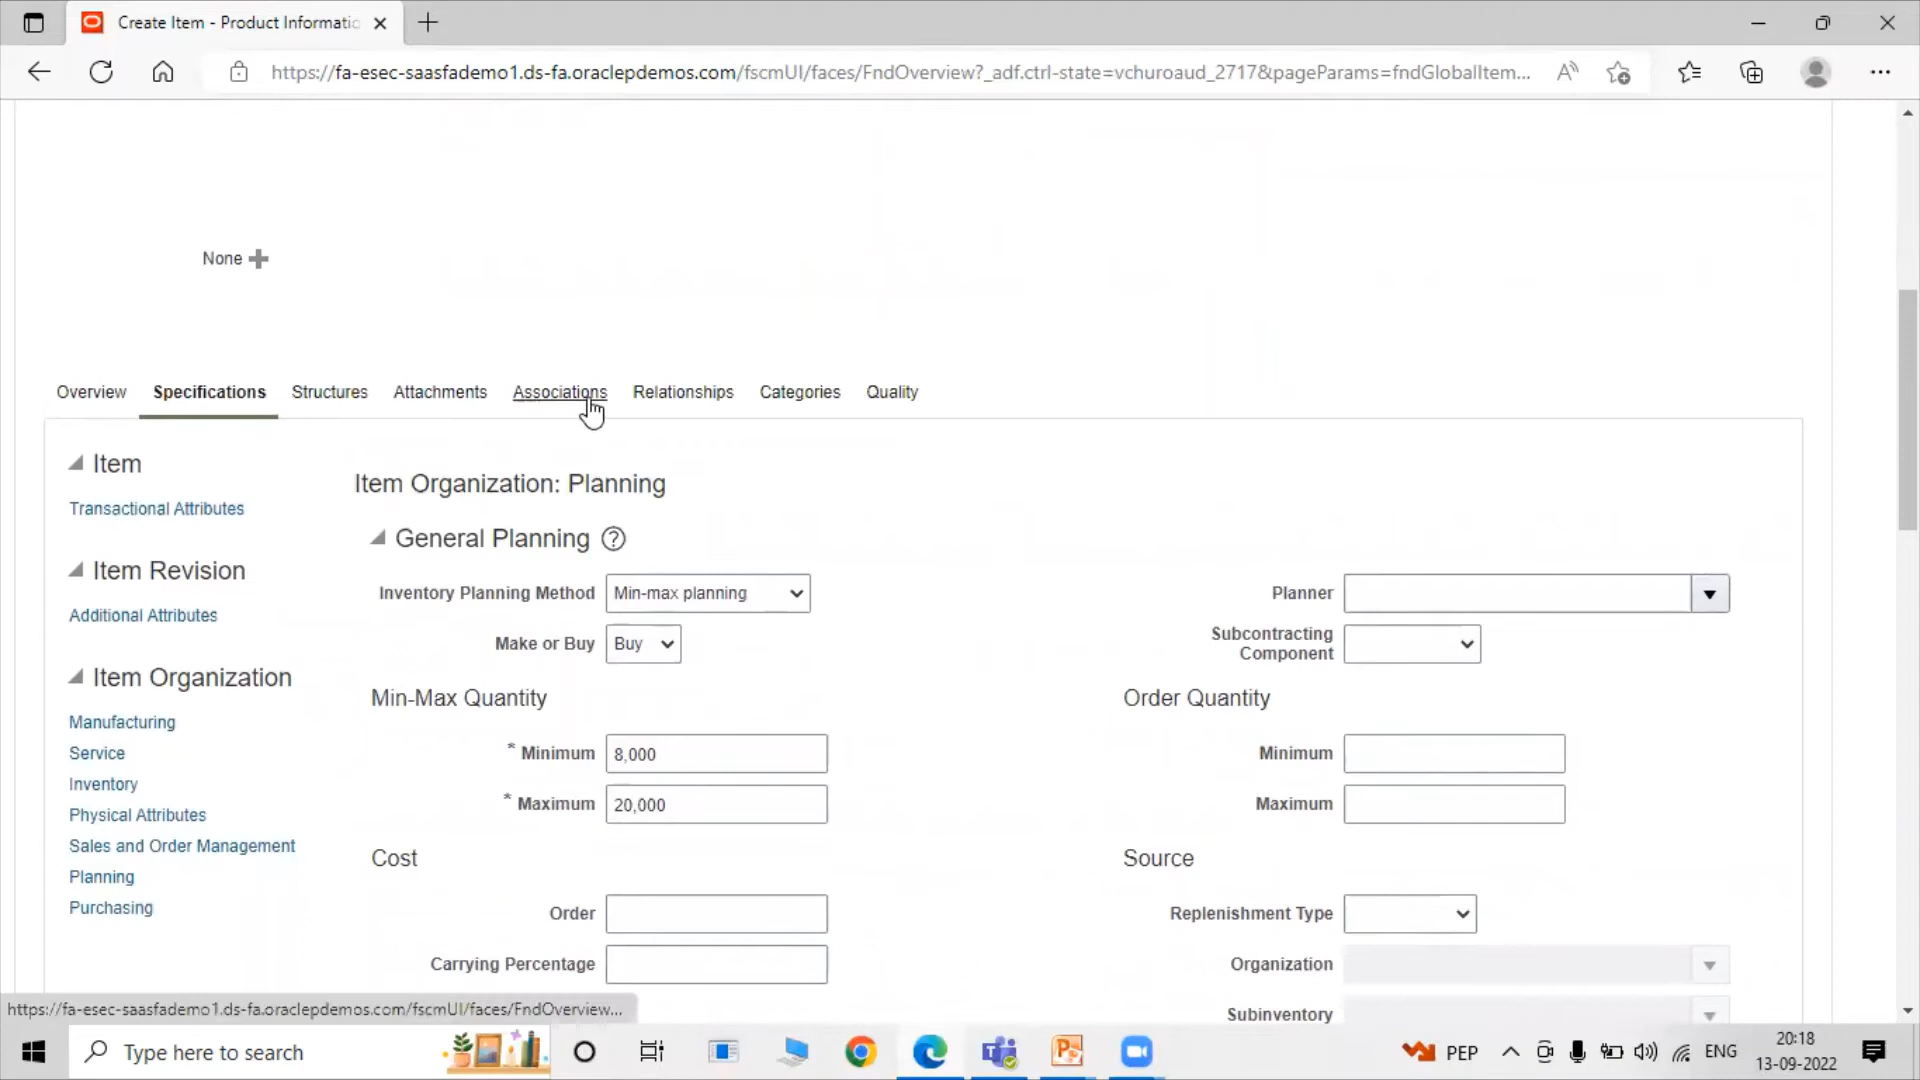 Create Item - Product Informatic
https://fa-esec-saasfademo1.ds-fa.oraclepdemos.com/fscmUI/faces/FndOverview?_adf.ctrl-state=vchuroaud_2717&pageParams=fndGlobalItem...
None
Overview Specifications Structures Attachments Associations Relationships Categories Quality
Item
Transactional Attributes
Item Revision
Additional Attributes
Item Organization
Manufacturing
Service
Inventory
Physical Attributes
Sales and Order Management
Planning
Purchasing
Item Organization: Planning
General Planning ?
Inventory Planning Method Min-max planning
Planner
Make or Buy Buy
Subcontracting Component
Min-Max Quantity
Order Quantity
* Minimum 8,000
Minimum
* Maximum 20,000
Maximum
Cost
Source
Order
Replenishment Type
Carrying Percentage
Organization
Subinventory
https://fa-esec-saasfademo1.ds-fa.oraclepdemos.com/fscmUI/faces/FndOverview...
Type here to search
PEP
ENG
20:18
13-09-2022